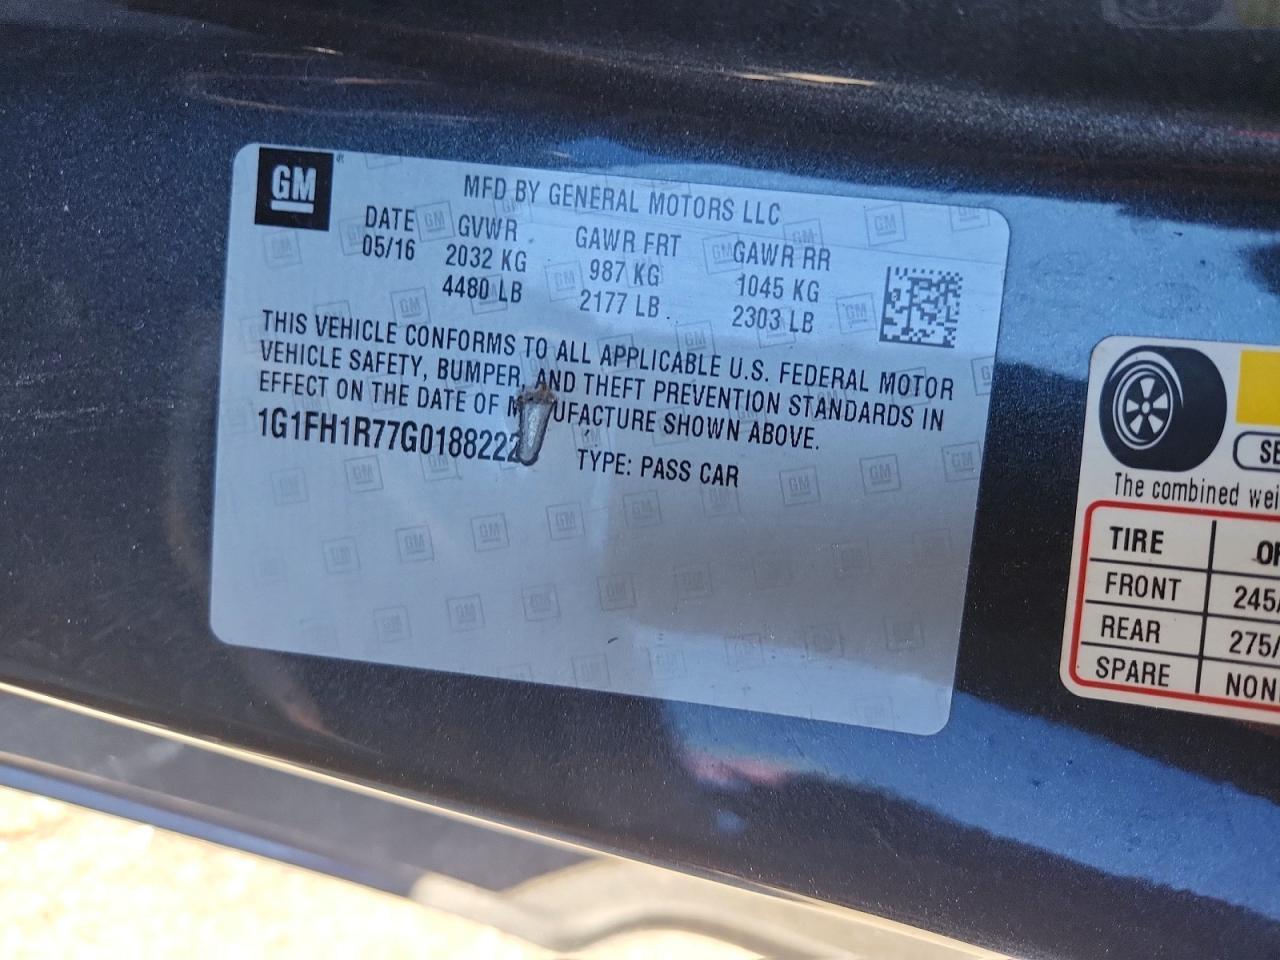 GM
MFD BY GENERAL MOTORS LLC
DATE GVWR GAWR FRT GAWR RR
05/16 2032 KG 987 KG 1045 KG
4480 LB 2177 LB 2303 LB
THIS VEHICLE CONFORMS TO ALL APPLICABLE U.S. FEDERAL MOTOR
VEHICLE SAFETY, BUMPER, AND THEFT PREVENTION STANDARDS IN
EFFECT ON THE DATE OF M UFACTURE SHOWN ABOVE.
1G1FH1R77G0188222 TYPE: PASS CAR
The combined
TIRE
FRONT 245/
REAR 275/
SPARE NON